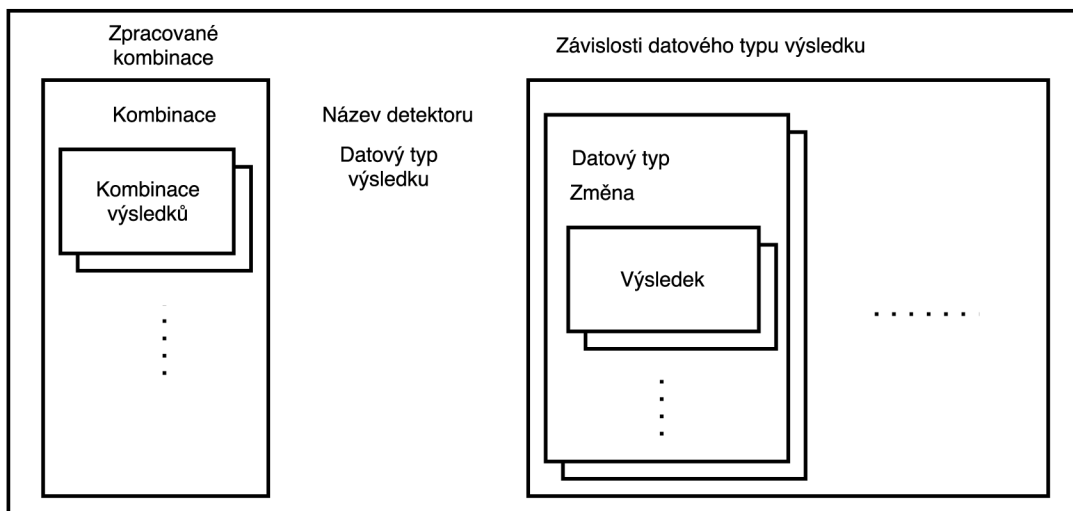 Zpracované
kombinace
Závislosti datového typu výsledku
Kombinace
Kombinace
výsledků
Název detektoru
Datový typ
výsledku
Datový typ
Změna
Výsledek